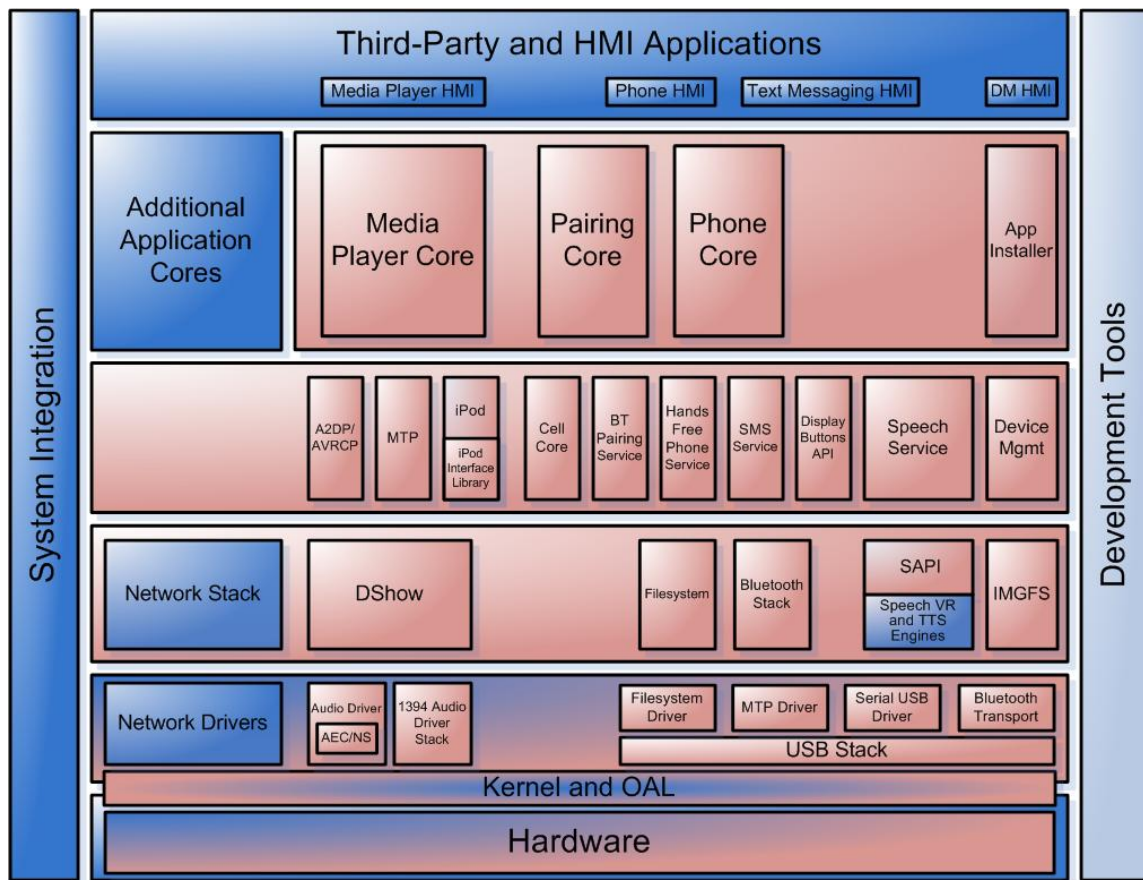 System Integration
Third-Party and HMI Applications
Media Player HMI
Phone HMI
Text Messaging HMI
DM HMI
Additional
Application
Cores
Media
Player Core
Pairing
Core
Phone
Core
App
Installer
A2DP/
AVRCP
MTP
iPod
iPod
Interface
Library
Cell
Core
BT
Pairing
Service
Hands
Free
Phone
Service
SMS
Service
Display
Buttons
API
Speech
Service
Device
Mgmt
Network Stack
DShow
Filesystem
Bluetooth
Stack
SAPI
Speech VR
and TTS
Engines
IMGFS
Network Drivers
Audio Driver
AEC/NS
1394 Audio
Driver
Stack
Filesystem
Driver
MTP Driver
Serial USB
Driver
Bluetooth
Transport
USB Stack
Kernel and OAL
Hardware
Development Tools